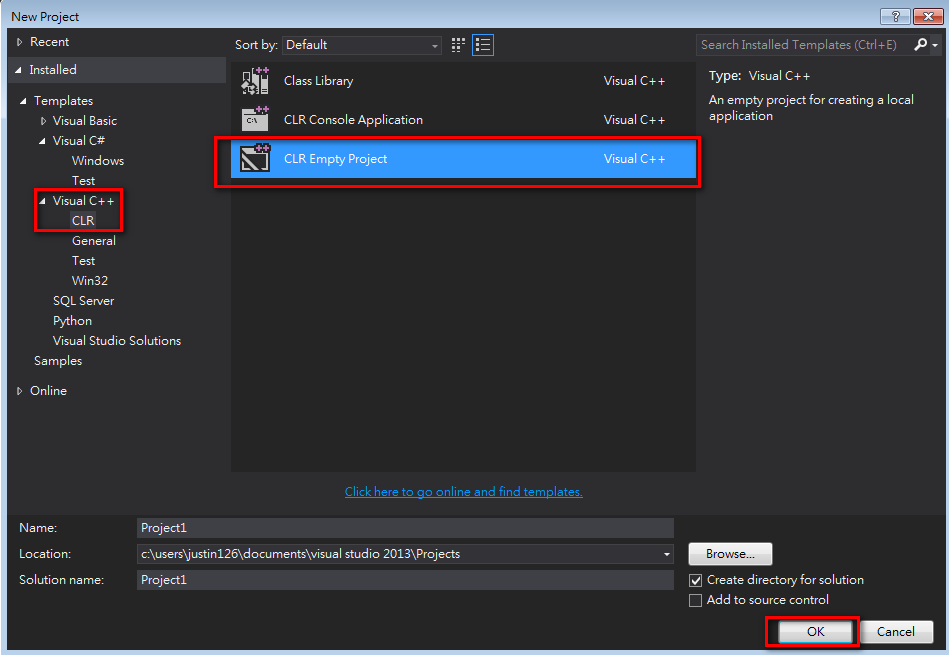 New Project
?
Recent
Installed
Templates
Visual Basic
Visual C#
Windows
Test
Visual C++
CLR
General
Test
Win32
SQL Server
Python
Visual Studio Solutions
Samples
Online
Sort by: Default
Class Library Visual C++
C:\ CLR Console Application Visual C++
CLR Empty Project Visual C++
Search Installed Templates (Ctrl+E)
Type: Visual C++
An empty project for creating a local
application
Click here to go online and find templates.
Name: Project1
Location: c:\users\justin126\documents\visual studio 2013\Projects
Browse...
Solution name: Project1
Create directory for solution
Add to source control
OK Cancel